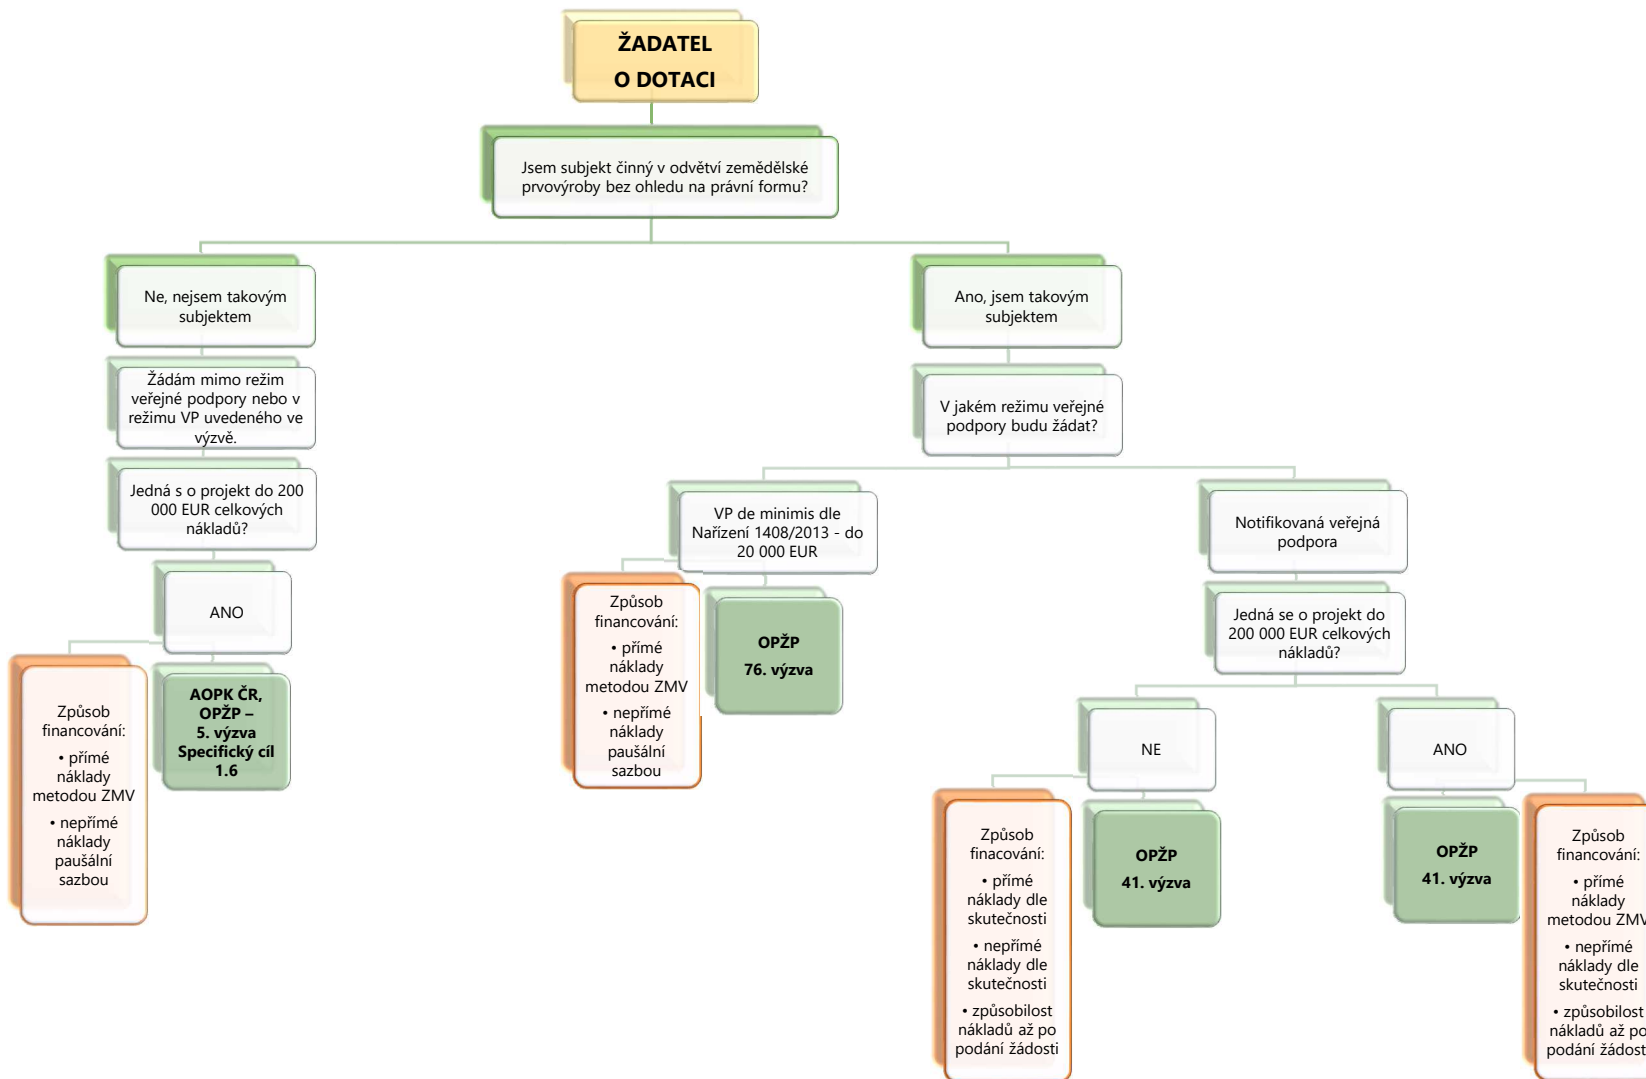 ŽADATEL
O DOTACI
Jsem subjekt činný v odvětví zemědělské
prvovýroby bez ohledu na právní formu?
Ne, nejsem takovým
subjektem
Žádám mimo režim
veřejné podpory nebo v
režimu VP uvedeného ve
výzvě.
Jedná s o projekt do 200
000 EUR celkových
nákladů?
ANO
Způsob
financování:
• přímé
náklady
metodou ZMV
• nepřímé
náklady
paušální
sazbou
AOPK ČR,
OPŽP –
5. výzva
Specifický cíl
1.6
Ano, jsem takovým
subjektem
V jakém režimu veřejné
podpory budu žádat?
VP de minimis dle
Nařízení 1408/2013 - do
20 000 EUR
Způsob
financování:
• přímé
náklady
metodou ZMV
• nepřímé
náklady
paušální
sazbou
OPŽP
76. výzva
Notifikovaná veřejná
podpora
Jedná se o projekt do
200 000 EUR celkových
nákladů?
NE
Způsob
finacování:
• přímé
náklady dle
skutečnosti
• nepřímé
náklady dle
skutečnosti
• způsobilost
nákladů až po
podání žádosti
OPŽP
41. výzva
ANO
OPŽP
41. výzva
Způsob
financování:
• přímé
náklady
metodou ZMV
• nepřímé
náklady dle
skutečnosti
• způsobilost
nákladů až po
podání žádost